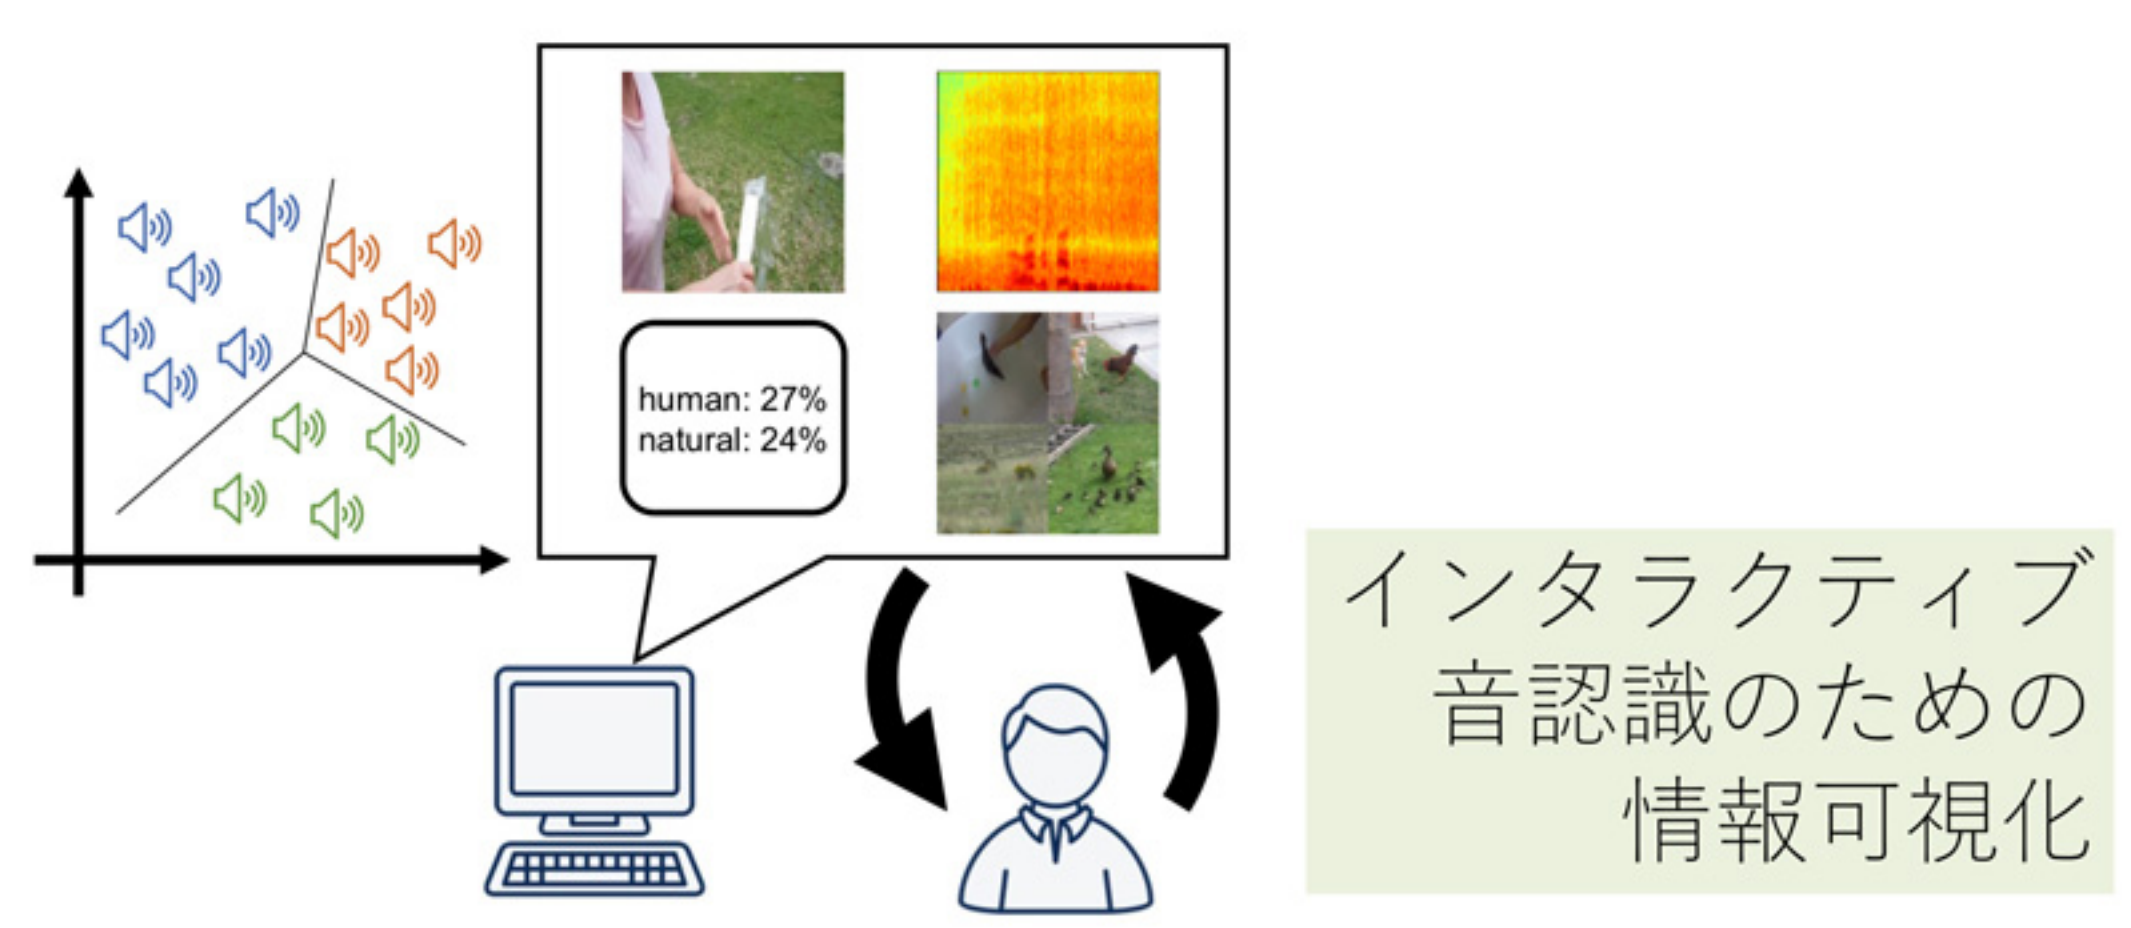 human: 27%
natural: 24%
インタラクティブ
音認識のための
情報可視化